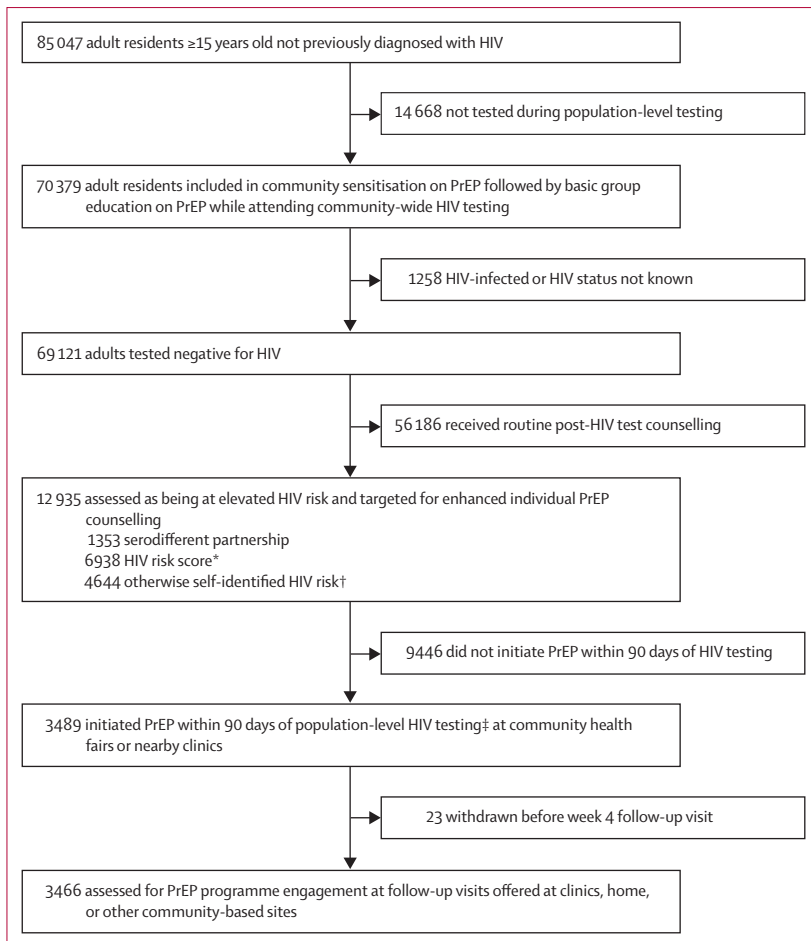 85 047 adult residents ≥15 years old not previously diagnosed with HIV
14 668 not tested during population-level testing
70 379 adult residents included in community sensitisation on PrEP followed by basic group
education on PrEP while attending community-wide HIV testing
1258 HIV-infected or HIV status not known
69 121 adults tested negative for HIV
56 186 received routine post-HIV test counselling
12 935 assessed as being at elevated HIV risk and targeted for enhanced individual PrEP
counselling
1353 serodifferent partnership
6938 HIV risk score*
4644 otherwise self-identified HIV risk†
9446 did not initiate PrEP within 90 days of HIV testing
3489 initiated PrEP within 90 days of population-level HIV testing‡ at community health
fairs or nearby clinics
23 withdrawn before week 4 follow-up visit
3466 assessed for PrEP programme engagement at follow-up visits offered at clinics, home,
or other community-based sites